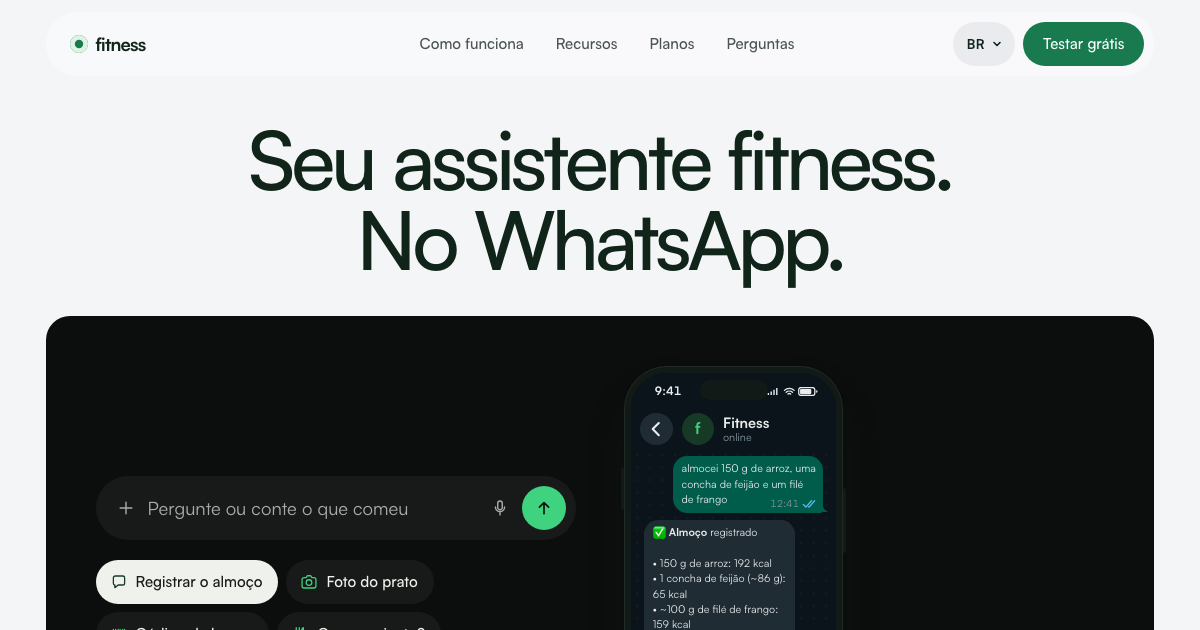 fitness
Como funciona
Recursos
Planos
Perguntas
BR
Testar grátis
Seu assistente fitness.
No WhatsApp.
Pergunte ou conte o que comeu
Registrar o almoço
Foto do prato
9:41
f
Fitness
online
almocei 150 g de arroz, uma
concha de feijão e um filé
de frango
12:41
✅ Almoço registrado
• 150 g de arroz: 192 kcal
• 1 concha de feijão (~86 g):
65 kcal
• ~100 g de filé de frango:
159 kcal